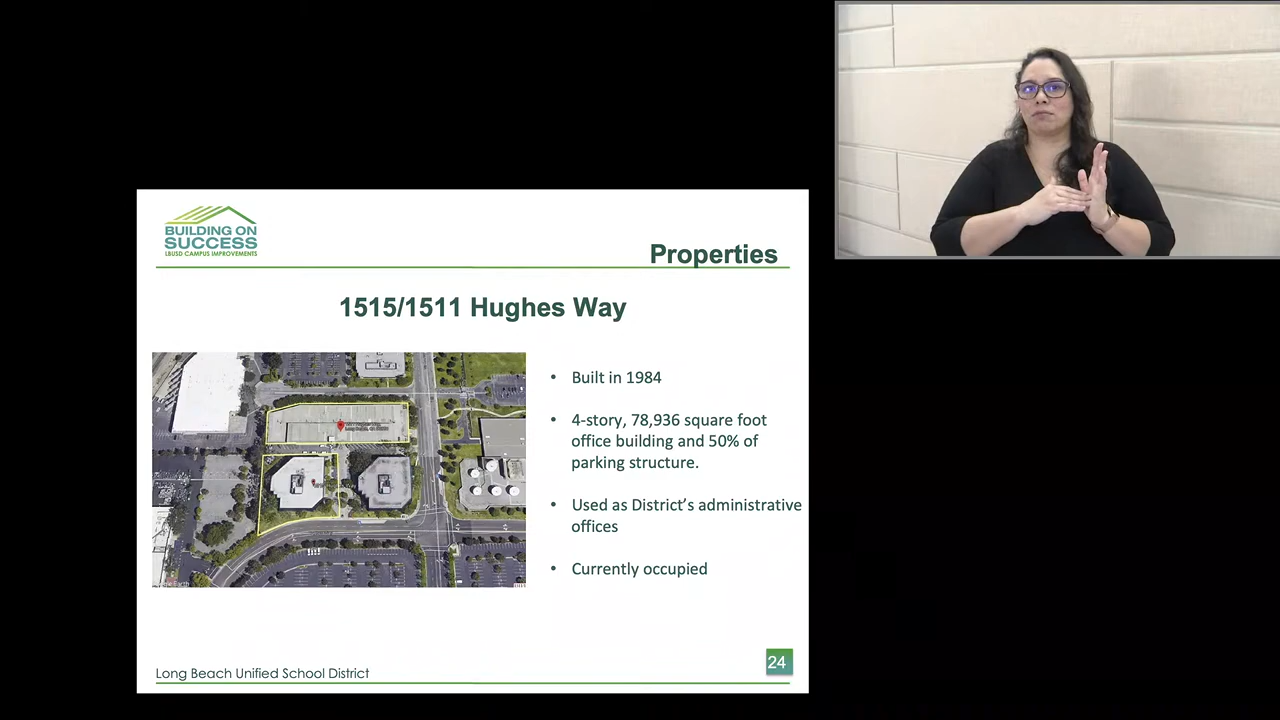 BUILDING ON
SUCCESS
LBUSD CAMPUS IMPROVEMENTS
Properties
1515/1511 Hughes Way
• Built in 1984
• 4-story, 78,936 square foot
office building and 50% of
parking structure.
• Used as District's administrative
offices
• Currently occupied
Long Beach Unified School District
24